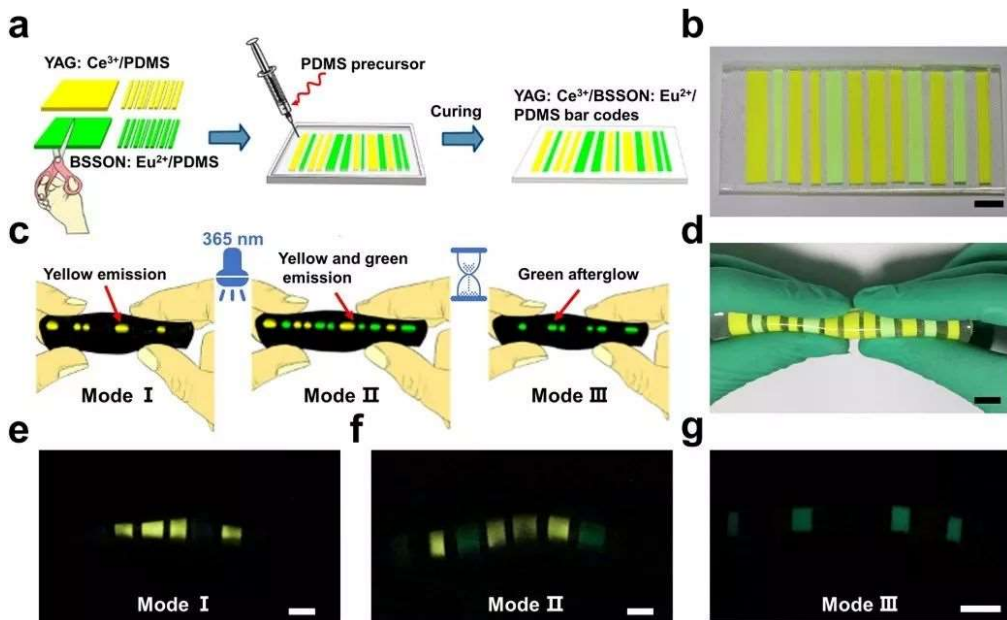 a
YAG: Ce³⁺/PDMS
BSSON: Eu²⁺/PDMS
PDMS precursor
Curing
YAG: Ce³⁺/BSSON: Eu²⁺/
PDMS bar codes
b
c
365 nm
Yellow emission
Mode Ⅰ
Yellow and green
emission
Mode Ⅱ
Green afterglow
Mode Ⅲ
d
e
Mode Ⅰ
f
Mode Ⅱ
g
Mode Ⅲ